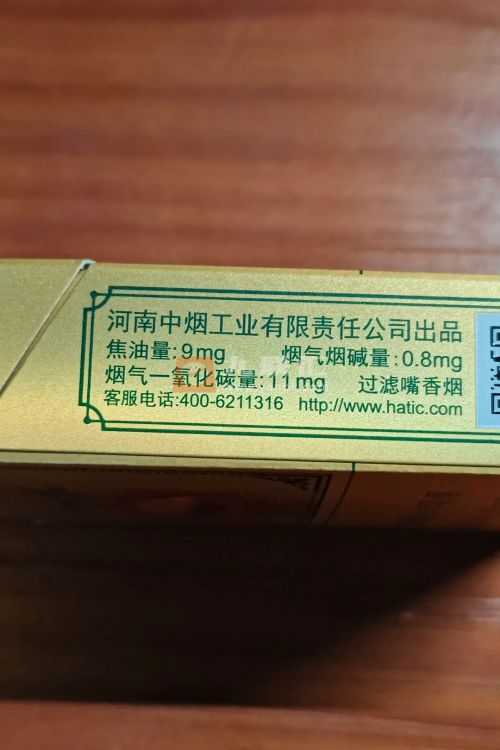 河南中烟工业有限责任公司出品
焦油量:9mg 烟气烟碱量:0.8mg
烟气一氧化碳量:11mg 过滤嘴香烟
客服电话:400-6211316 http://www.hatic.com/